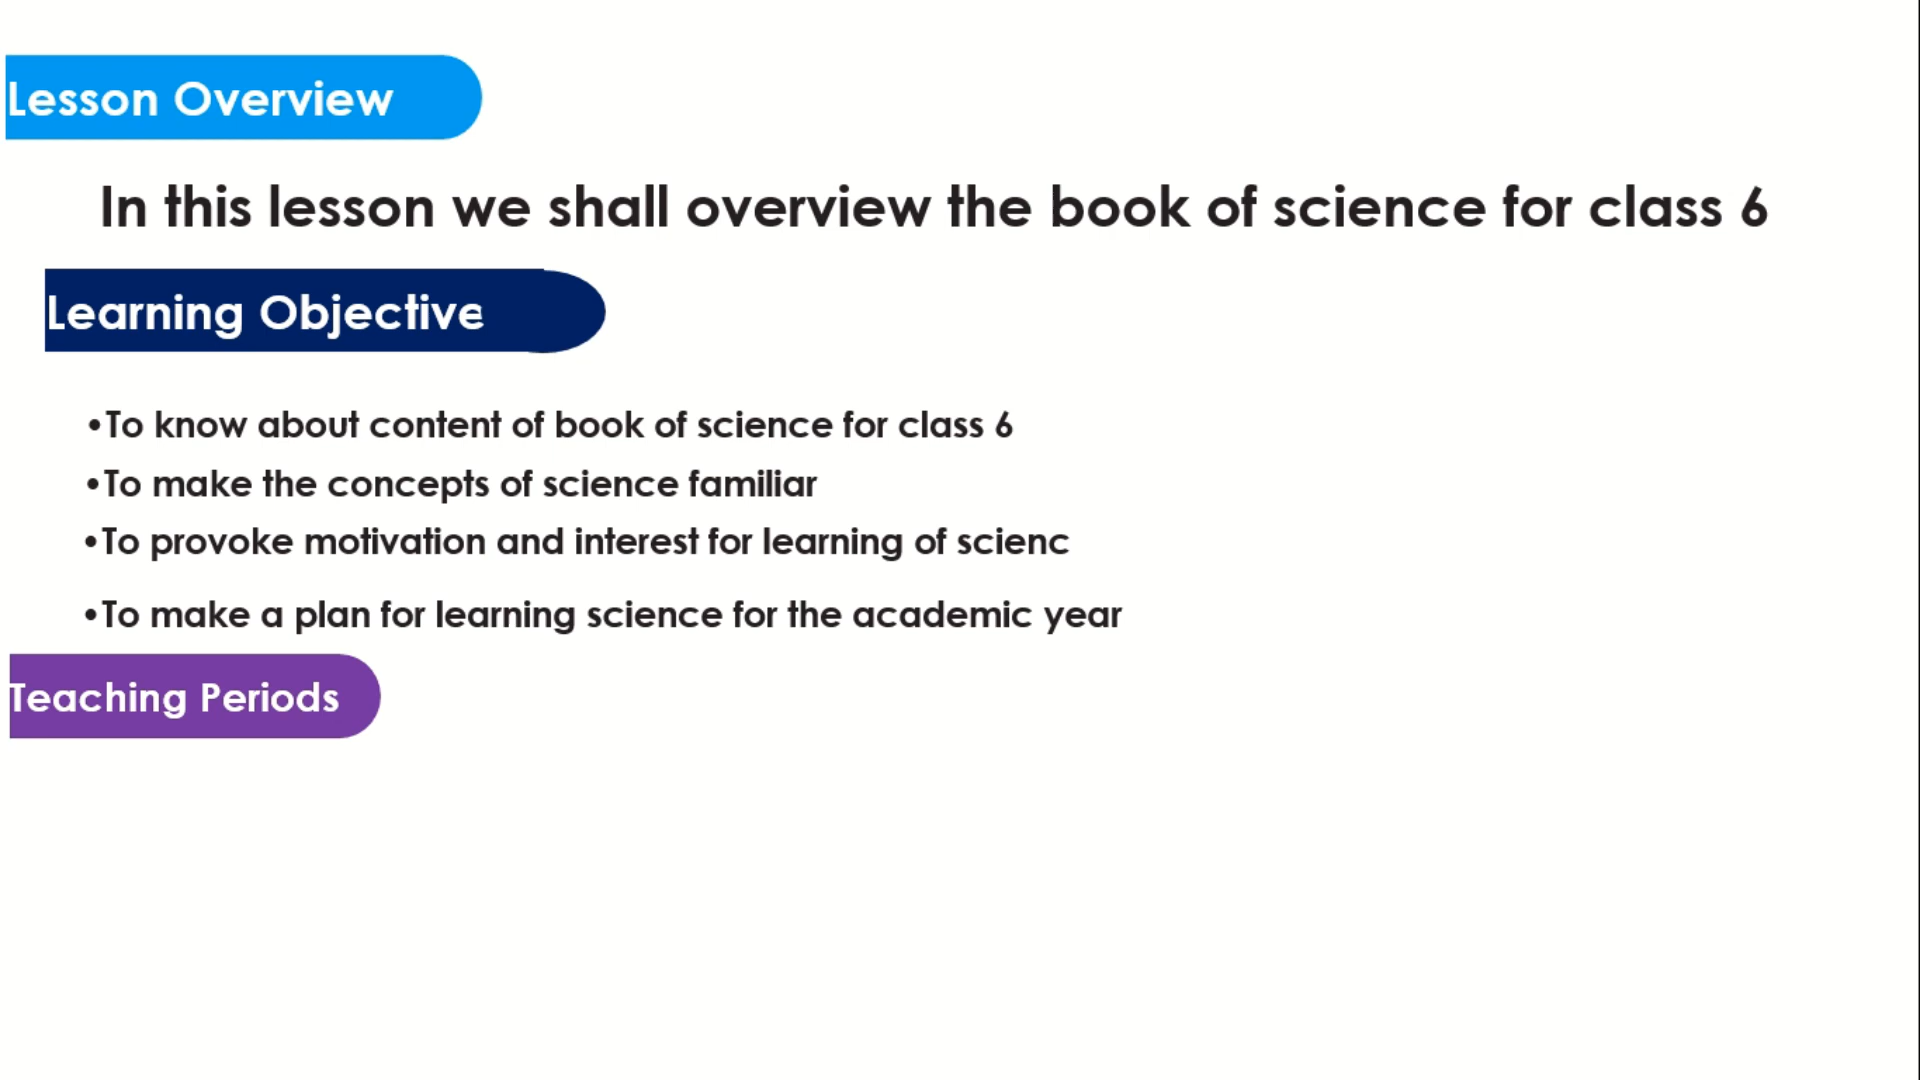 Lesson Overview
In this lesson we shall overview the book of science for class 6
Learning Objective
•To know about content of book of science for class 6
•To make the concepts of science familiar
•To provoke motivation and interest for learning of scienc
•To make a plan for learning science for the academic year
Teaching Periods